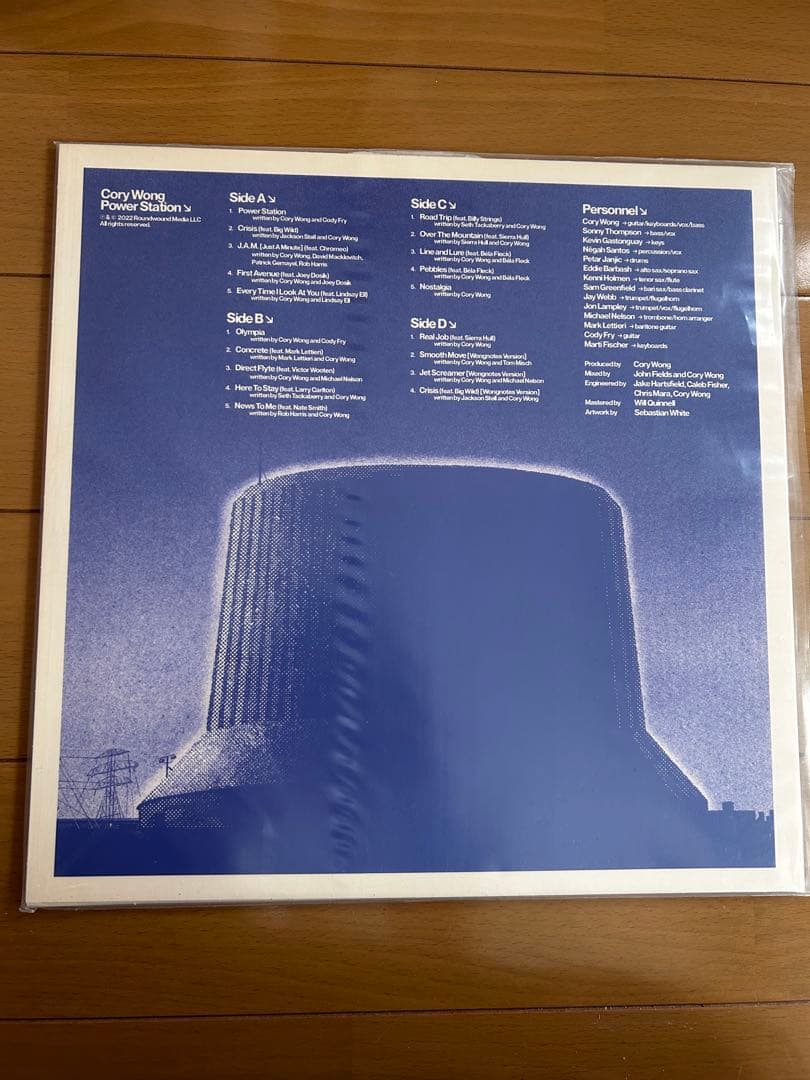 Cory Wong
Power Station↘
℗ & © 2022 Roundwound Media LLC
All rights reserved.
Side A↘
1. Power Station
written by Cory Wong and Cody Fry
2. Crisis (feat. Big Wild)
written by Jackson Stell and Cory Wong
3. J.A.M. [Just A Minute] (feat. Chromeo)
written by Cory Wong, David Macklovitch,
Patrick Gemayel, Rob Harris
4. First Avenue (feat. Joey Dosik)
written by Cory Wong and Joey Dosik
5. Every Time I Look At You (feat. Lindsay Ell)
written by Cory Wong and Lindsay Ell
Side B↘
1. Olympia
written by Cory Wong and Cody Fry
2. Concrete (feat. Mark Lettieri)
written by Mark Lettieri and Cory Wong
3. Direct Flyte (feat. Victor Wooten)
written by Cory Wong and Michael Nelson
4. Here To Stay (feat. Larry Carlton)
written by Seth Tackaberry and Cory Wong
5. News To Me (feat. Nate Smith)
written by Rob Harris and Cory Wong
Side C↘
1. Road Trip (feat. Billy Strings)
written by Seth Tackaberry and Cory Wong
2. Over The Mountain (feat. Sierra Hull)
written by Sierra Hull and Cory Wong
3. Line and Lure (feat. Béla Fleck)
written by Cory Wong and Béla Fleck
4. Pebbles (feat. Béla Fleck)
written by Cory Wong and Béla Fleck
5. Nostalgia
written by Cory Wong
Side D↘
1. Real Job (feat. Sierra Hull)
written by Cory Wong
2. Smooth Move [Wongnotes Version]
written by Cory Wong and Tom Misch
3. Jet Screamer [Wongnotes Version]
written by Cory Wong and Michael Nelson
4. Crisis (feat. Big Wild) [Wongnotes Version]
written by Jackson Stell and Cory Wong
Personnel↘
Cory Wong → guitar/keyboards/vox/bass
Sonny Thompson → bass/vox
Kevin Gastonguay → keys
Nêgah Santos → percussion/vox
Petar Janjic → drums
Eddie Barbash → alto sax/soprano sax
Kenni Holmen → tenor sax/flute
Sam Greenfield → bari sax/bass clarinet
Jay Webb → trumpet/flugelhorn
Jon Lampley → trumpet/vox/flugelhorn
Michael Nelson → trombone/horn arranger
Mark Lettieri → baritone guitar
Cody Fry → guitar
Marti Fischer → keyboards
Produced by Cory Wong
Mixed by John Fields and Cory Wong
Engineered by Jake Hartsfield, Caleb Fisher,
Chris Mara, Cory Wong
Mastered by Will Quinnell
Artwork by Sebastian White